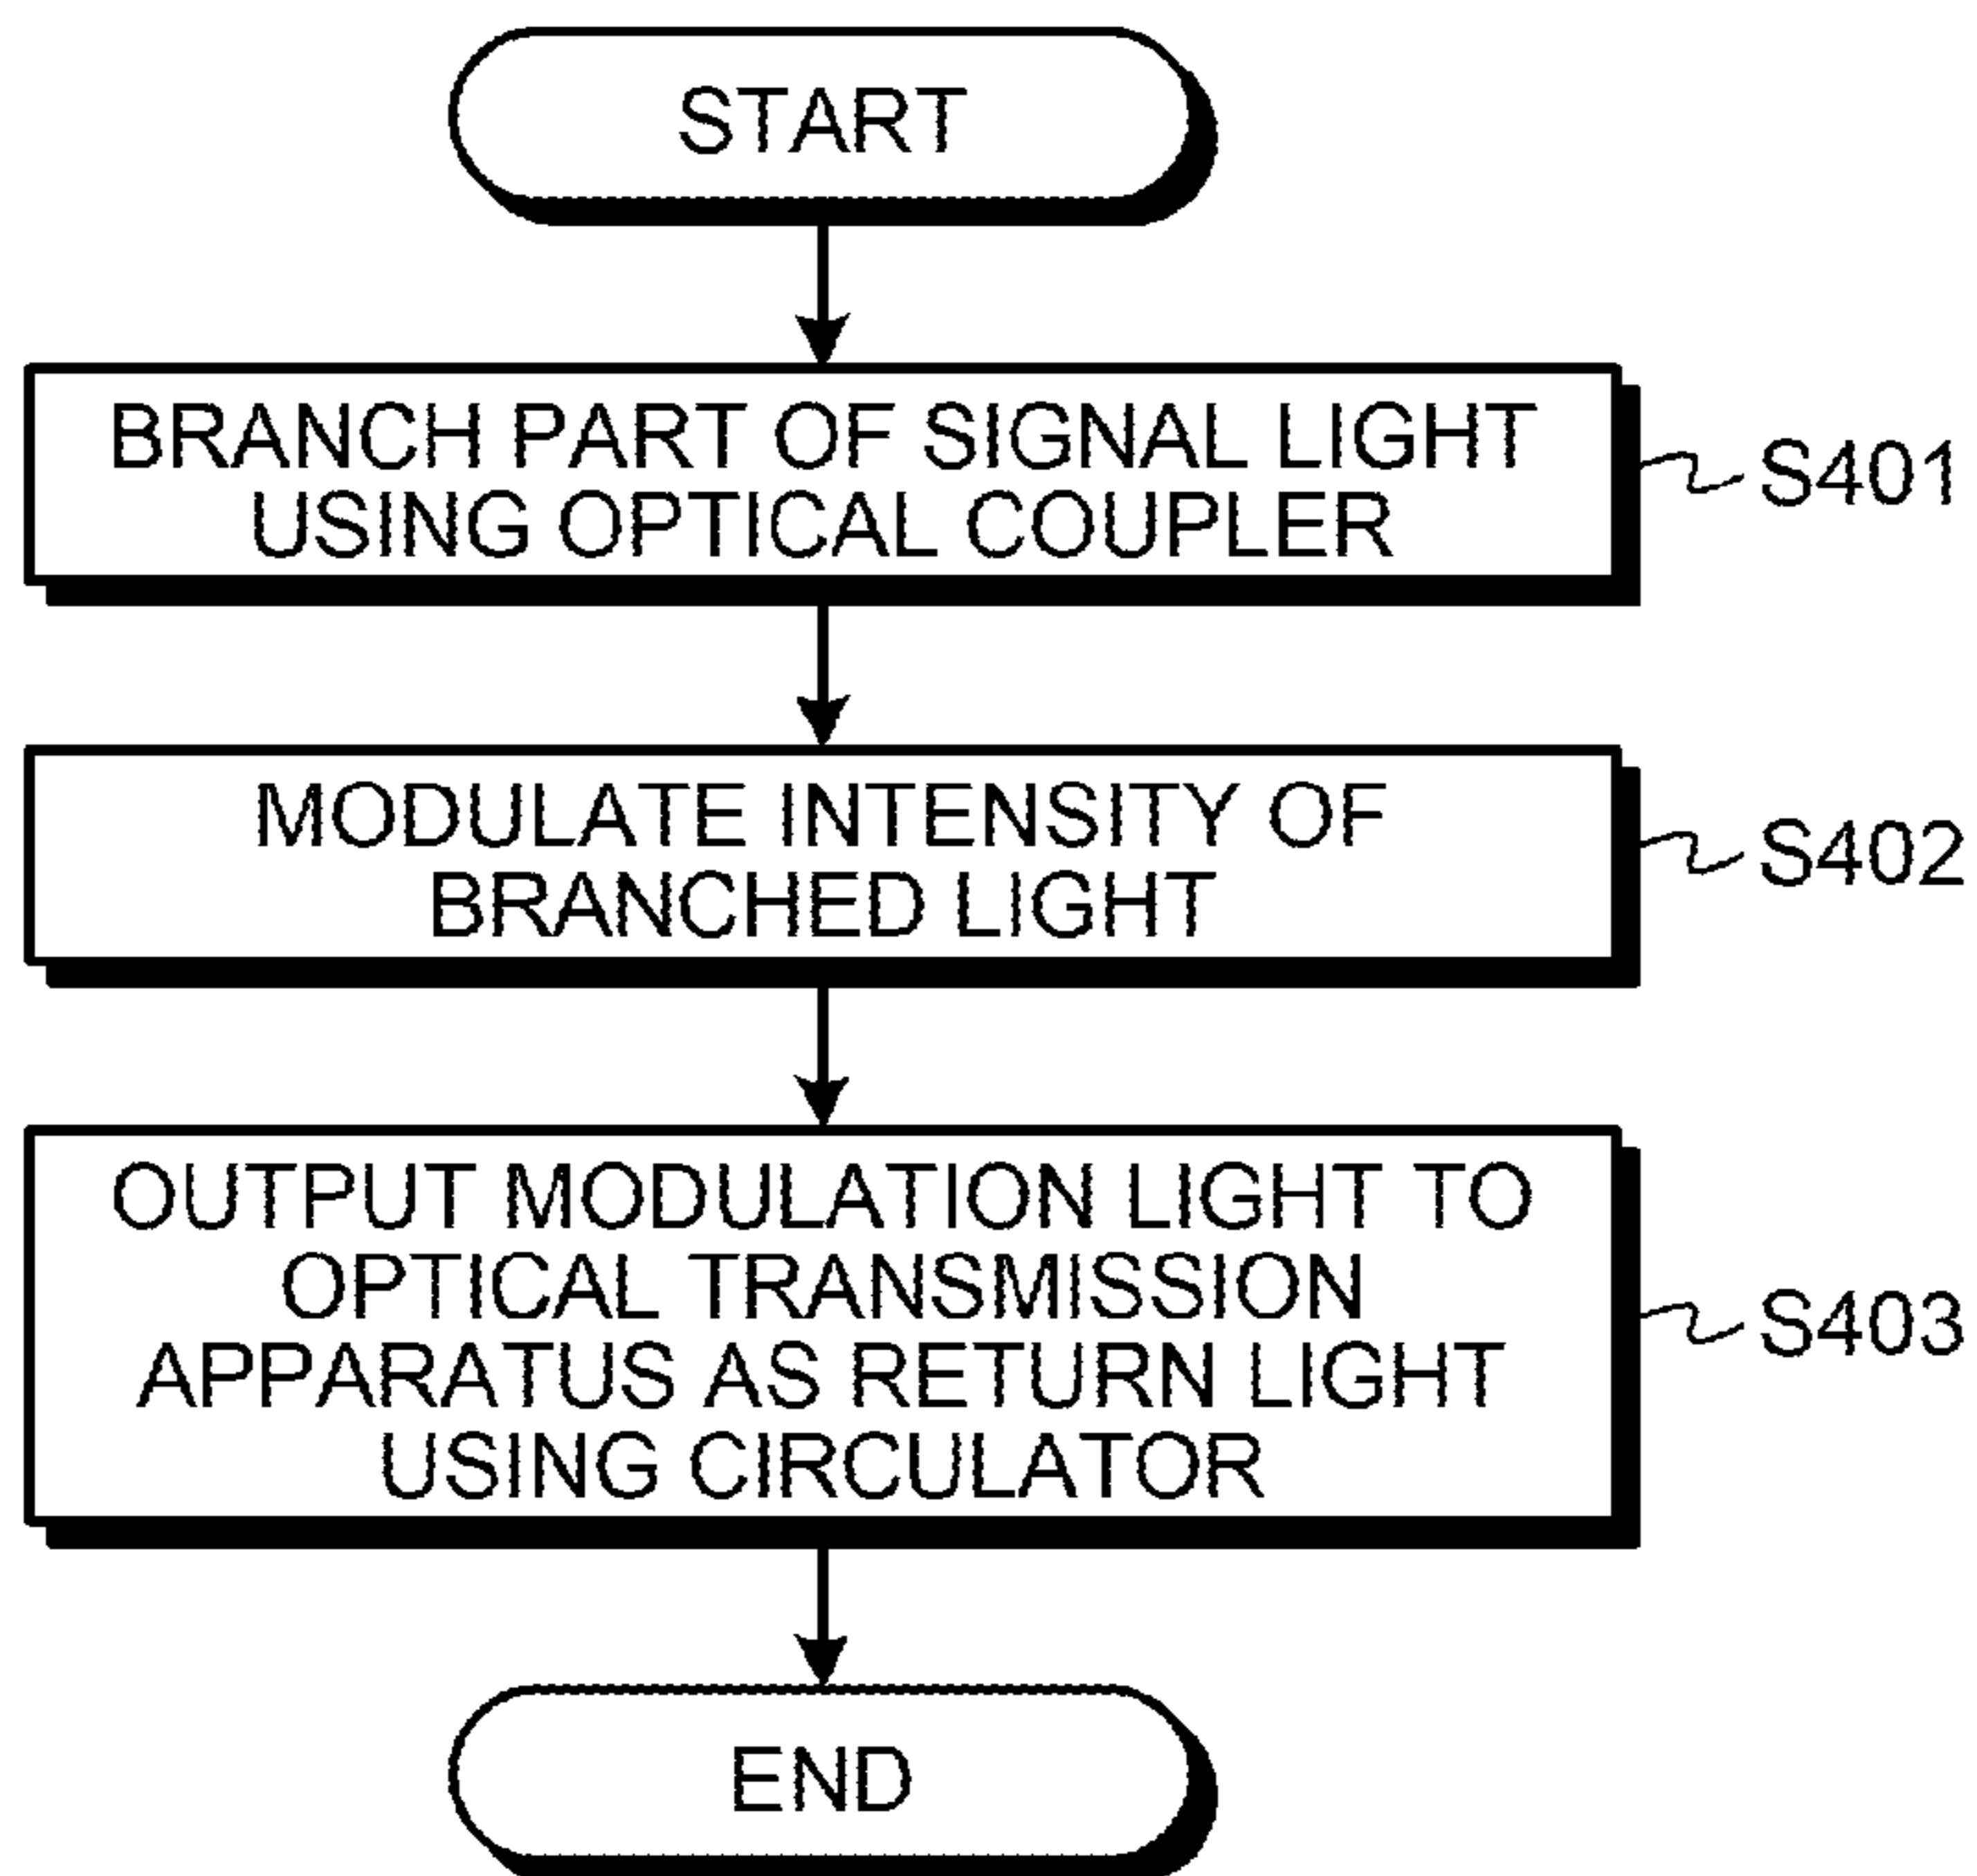 START
BRANCH PART OF SIGNAL LIGHT
USING OPTICAL COUPLER
S401
MODULATE INTENSITY OF
BRANCHED LIGHT
S402
OUTPUT MODULATION LIGHT TO
OPTICAL TRANSMISSION
APPARATUS AS RETURN LIGHT
USING CIRCULATOR
S403
END